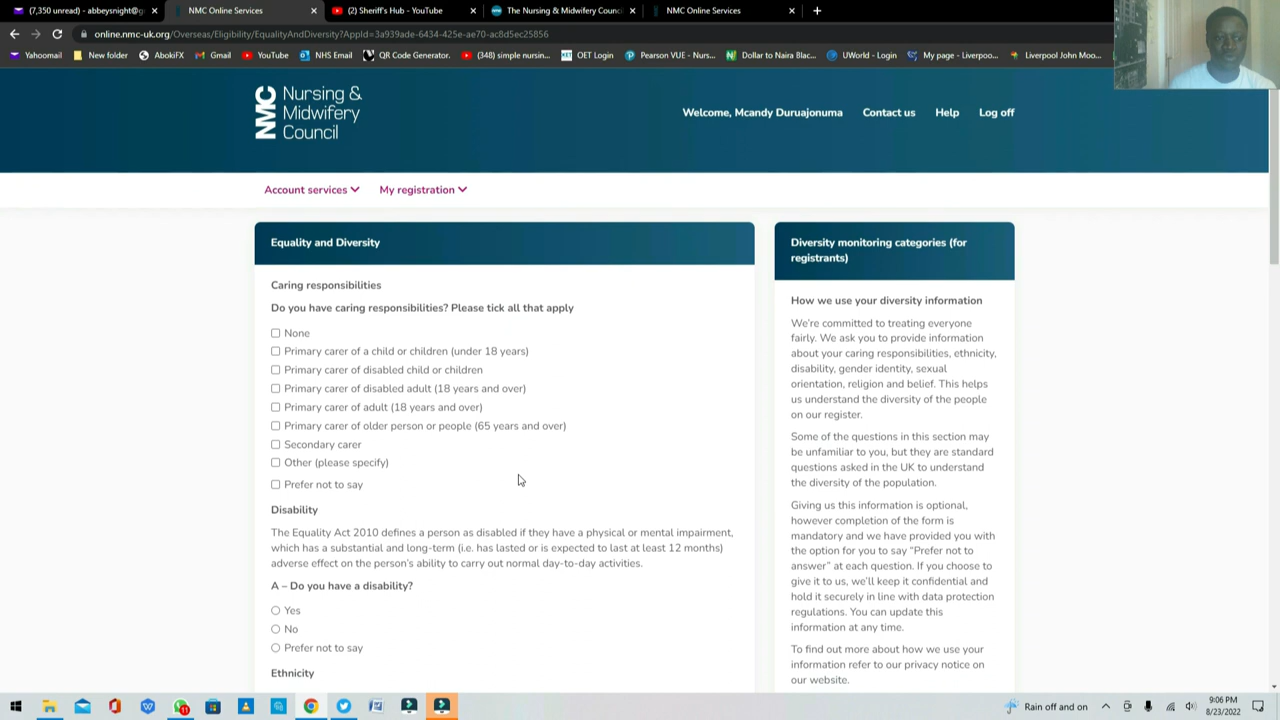 (7,350 unread) - abbeysnight@g
NMC Online Services
(2) Sheriff's Hub - YouTube
The Nursing & Midwifery Counc
NMC Online Services
online.nmc-uk.org/Overseas/Eligibility/EqualityAndDiversity?AppId=3a939ade-6434-425e-ae70-ac8d5ec25856
Yahoomail
New folder
AbokiFX
Gmail
YouTube
NHS Email
QR Code Generator.
(348) simple nursin...
OET Login
Pearson VUE - Nurs...
Dollar to Naira Blac...
UWorld - Login
My page - Liverpoo...
Liverpool John Moo...
NMC
Nursing &
Midwifery
Council
Welcome, Mcandy Duruajonuma
Contact us
Help
Log off
Account services
My registration
Equality and Diversity
Caring responsibilities
Do you have caring responsibilities? Please tick all that apply
None
Primary carer of a child or children (under 18 years)
Primary carer of disabled child or children
Primary carer of disabled adult (18 years and over)
Primary carer of adult (18 years and over)
Primary carer of older person or people (65 years and over)
Secondary carer
Other (please specify)
Prefer not to say
Disability
The Equality Act 2010 defines a person as disabled if they have a physical or mental impairment,
which has a substantial and long-term (i.e. has lasted or is expected to last at least 12 months)
adverse effect on the person's ability to carry out normal day-to-day activities.
A – Do you have a disability?
Yes
No
Prefer not to say
Ethnicity
Diversity monitoring categories (for
registrants)
How we use your diversity information
We're committed to treating everyone
fairly. We ask you to provide information
about your caring responsibilities, ethnicity,
disability, gender identity, sexual
orientation, religion and belief. This helps
us understand the diversity of the people
on our register.
Some of the questions in this section may
be unfamiliar to you, but they are standard
questions asked in the UK to understand
the diversity of the population.
Giving us this information is optional,
however completion of the form is
mandatory and we have provided you with
the option for you to say "Prefer not to
answer" at each question. If you choose to
give it to us, we'll keep it confidential and
hold it securely in line with data protection
regulations. You can update this
information at any time.
To find out more about how we use your
information refer to our privacy notice on
our website.
11
Rain off and on
9:06 PM
8/23/2022